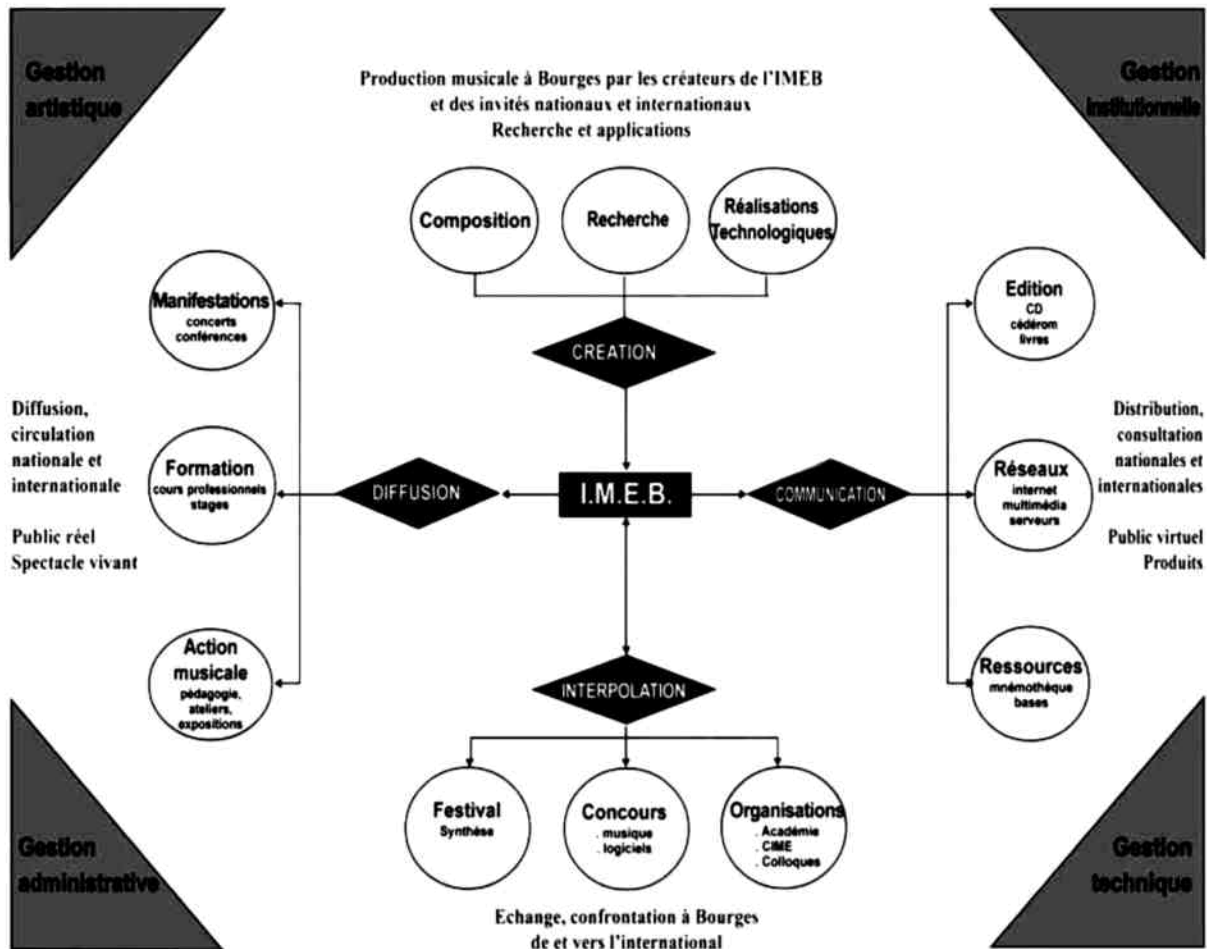 Gestion
artistique
Gestion
institutionnelle
Production musicale à Bourges par les créateurs de l'IMEB
et des invités nationaux et internationaux
Recherche et applications
Composition
Recherche
Réalisations
Technologiques
Manifestations
concerts
conférences
CREATION
Edition
CD
cédérom
livres
Diffusion,
circulation
nationale et
internationale
Public réel
Spectacle vivant
Formation
cours professionnels
stages
DIFFUSION
I.M.E.B.
COMMUNICATION
Réseaux
internet
multimédia
serveurs
Distribution,
consultation
nationales et
internationales
Public virtuel
Produits
Action
musicale
pédagogie,
ateliers,
expositions
INTERPOLATION
Ressources
mnémothèque
bases
Festival
Synthèse
Concours
. musique
. logiciels
Organisations
. Académie
. CIME
. Colloques
Gestion
administrative
Gestion
technique
Echange, confrontation à Bourges
de et vers l'international